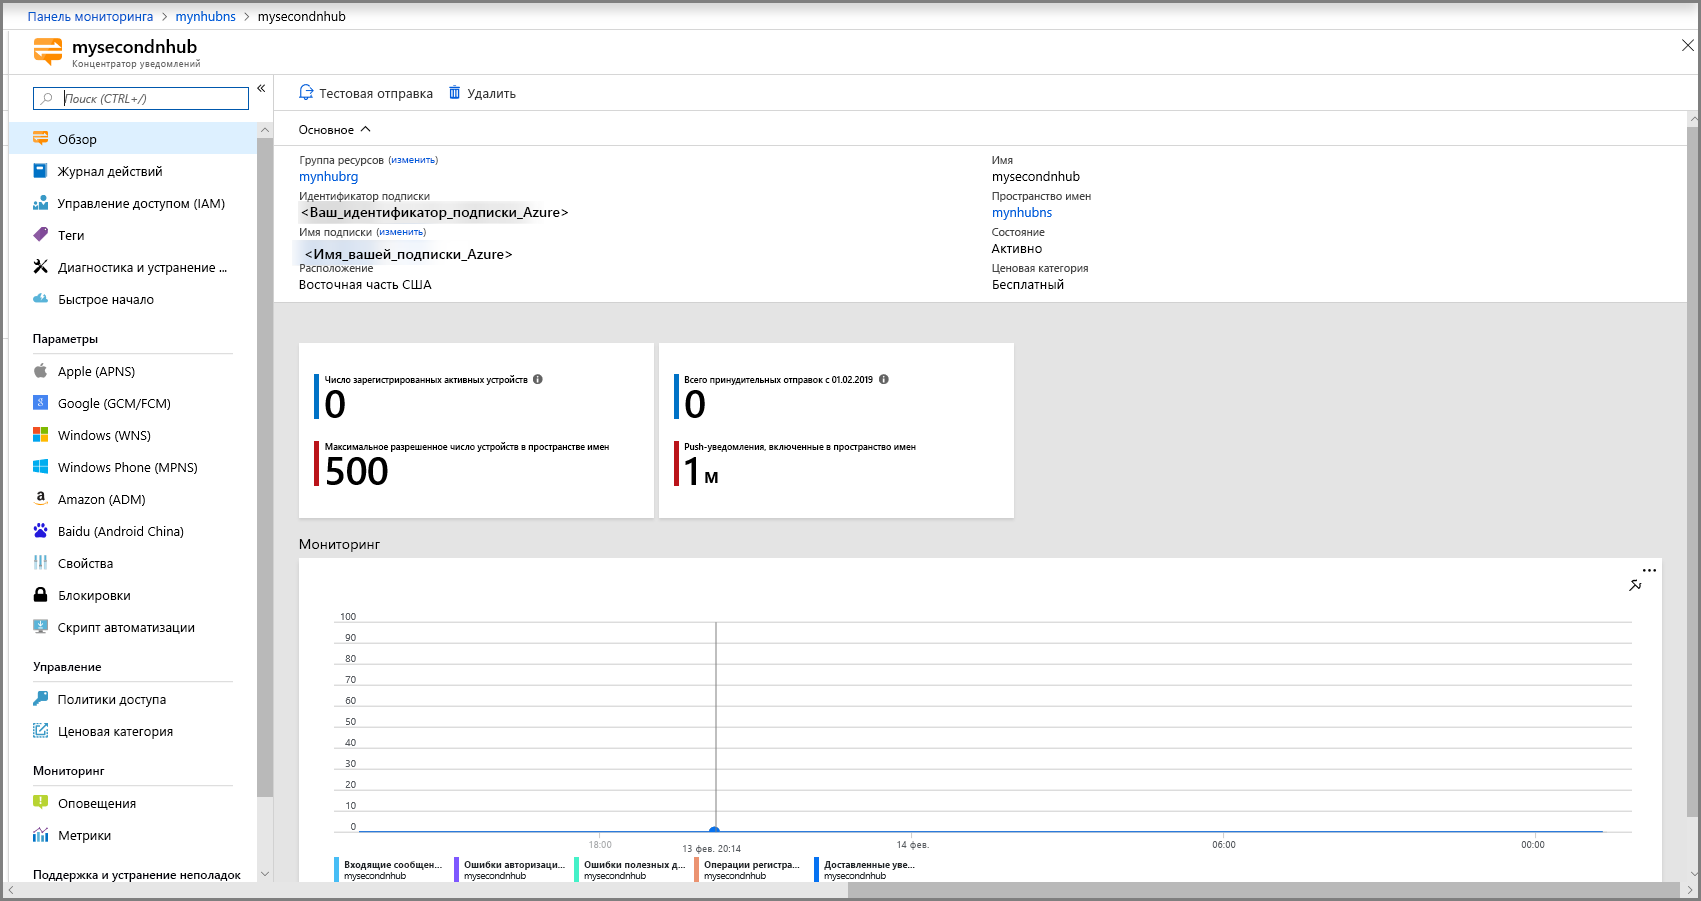 Панель мониторинга > mynhubns > mysecondnhub
mysecondnhub
Концентратор уведомлений
Поиск (CTRL+/)
Обзор
Журнал действий
Управление доступом (IAM)
Теги
Диагностика и устранение ...
Быстрое начало
Параметры
Apple (APNS)
Google (GCM/FCM)
Windows (WNS)
Windows Phone (MPNS)
Amazon (ADM)
Baidu (Android China)
Свойства
Блокировки
Скрипт автоматизации
Управление
Политики доступа
Ценовая категория
Мониторинг
Оповещения
Метрики
Поддержка и устранение неполадок
Тестовая отправка Удалить
Основное
Группа ресурсов (изменить)
mynhubrg
Идентификатор подписки
<Ваш_идентификатор_подписки_Azure>
Имя подписки (изменить)
<Имя_вашей_подписки_Azure>
Расположение
Восточная часть США
Имя
mysecondnhub
Пространство имен
mynhubns
Состояние
Активно
Ценовая категория
Бесплатный
Число зарегистрированных активных устройств
0
Максимальное разрешенное число устройств в пространстве имен
500
Всего принудительных отправок с 01.02.2019
0
Push-уведомления, включенные в пространство имен
1 м
Мониторинг
100
90
80
70
60
50
40
30
20
10
0
18:00 13 фев. 20:14 14 фев. 06:00 00:00
Входящие сообщен... Ошибки авторизаци... Ошибки полезных д... Операции регистра... Доставленные уве...
mysecondnhub mysecondnhub mysecondnhub mysecondnhub mysecondnhub